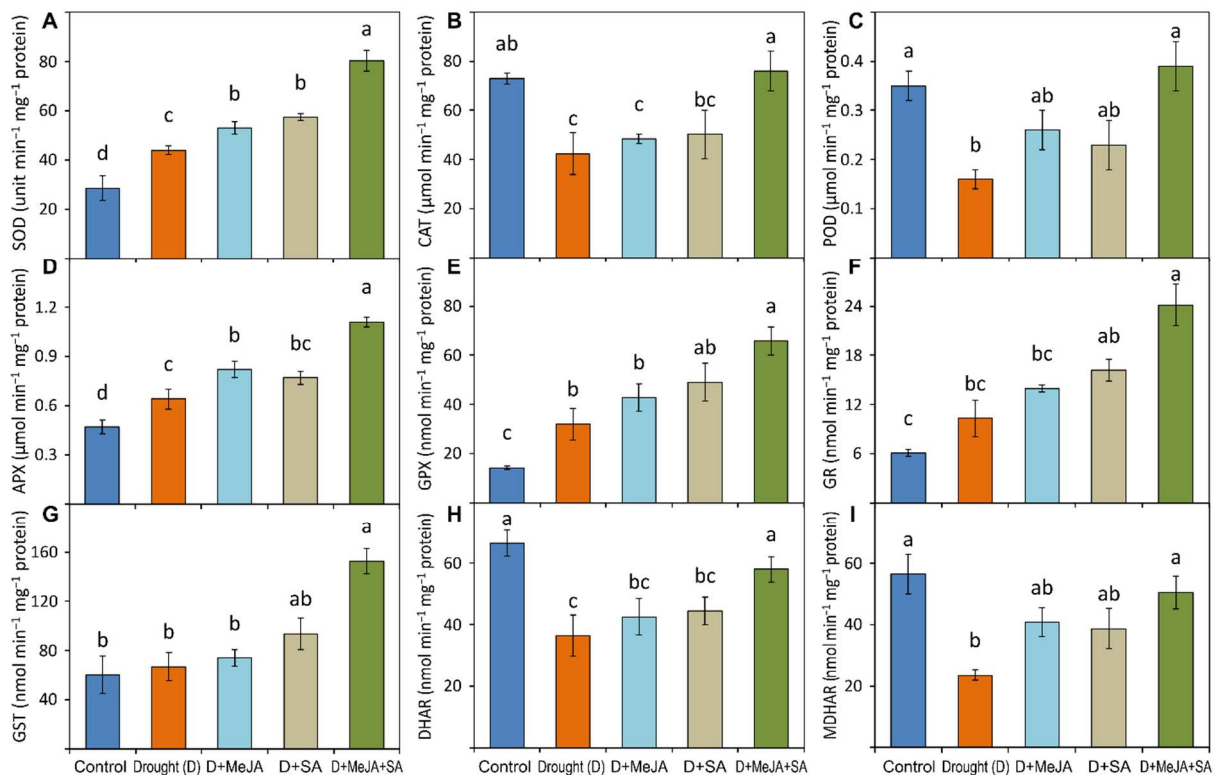 A
SOD (unit min⁻¹ mg⁻¹ protein)
80
60
40
20
d
c
b
b
a
B
CAT (µmol min⁻¹ mg⁻¹ protein)
80
60
40
20
ab
c
c
bc
a
C
POD (µmol min⁻¹ mg⁻¹ protein)
0.4
0.3
0.2
0.1
a
b
ab
ab
a
D
APX (µmol min⁻¹ mg⁻¹ protein)
1.2
0.9
0.6
0.3
d
c
b
bc
a
E
GPX (nmol min⁻¹ mg⁻¹ protein)
80
60
40
20
c
b
b
ab
a
F
GR (nmol min⁻¹ mg⁻¹ protein)
24
18
12
6
c
bc
bc
ab
a
G
GST (nmol min⁻¹ mg⁻¹ protein)
160
120
80
40
b
b
b
ab
a
H
DHAR (nmol min⁻¹ mg⁻¹ protein)
60
40
20
a
c
bc
bc
a
I
MDHAR (nmol min⁻¹ mg⁻¹ protein)
60
40
20
a
b
ab
ab
a
Control Drought (D) D+MeJA D+SA D+MeJA+SA
Control Drought (D) D+MeJA D+SA D+MeJA+SA
Control Drought (D) D+MeJA D+SA D+MeJA+SA